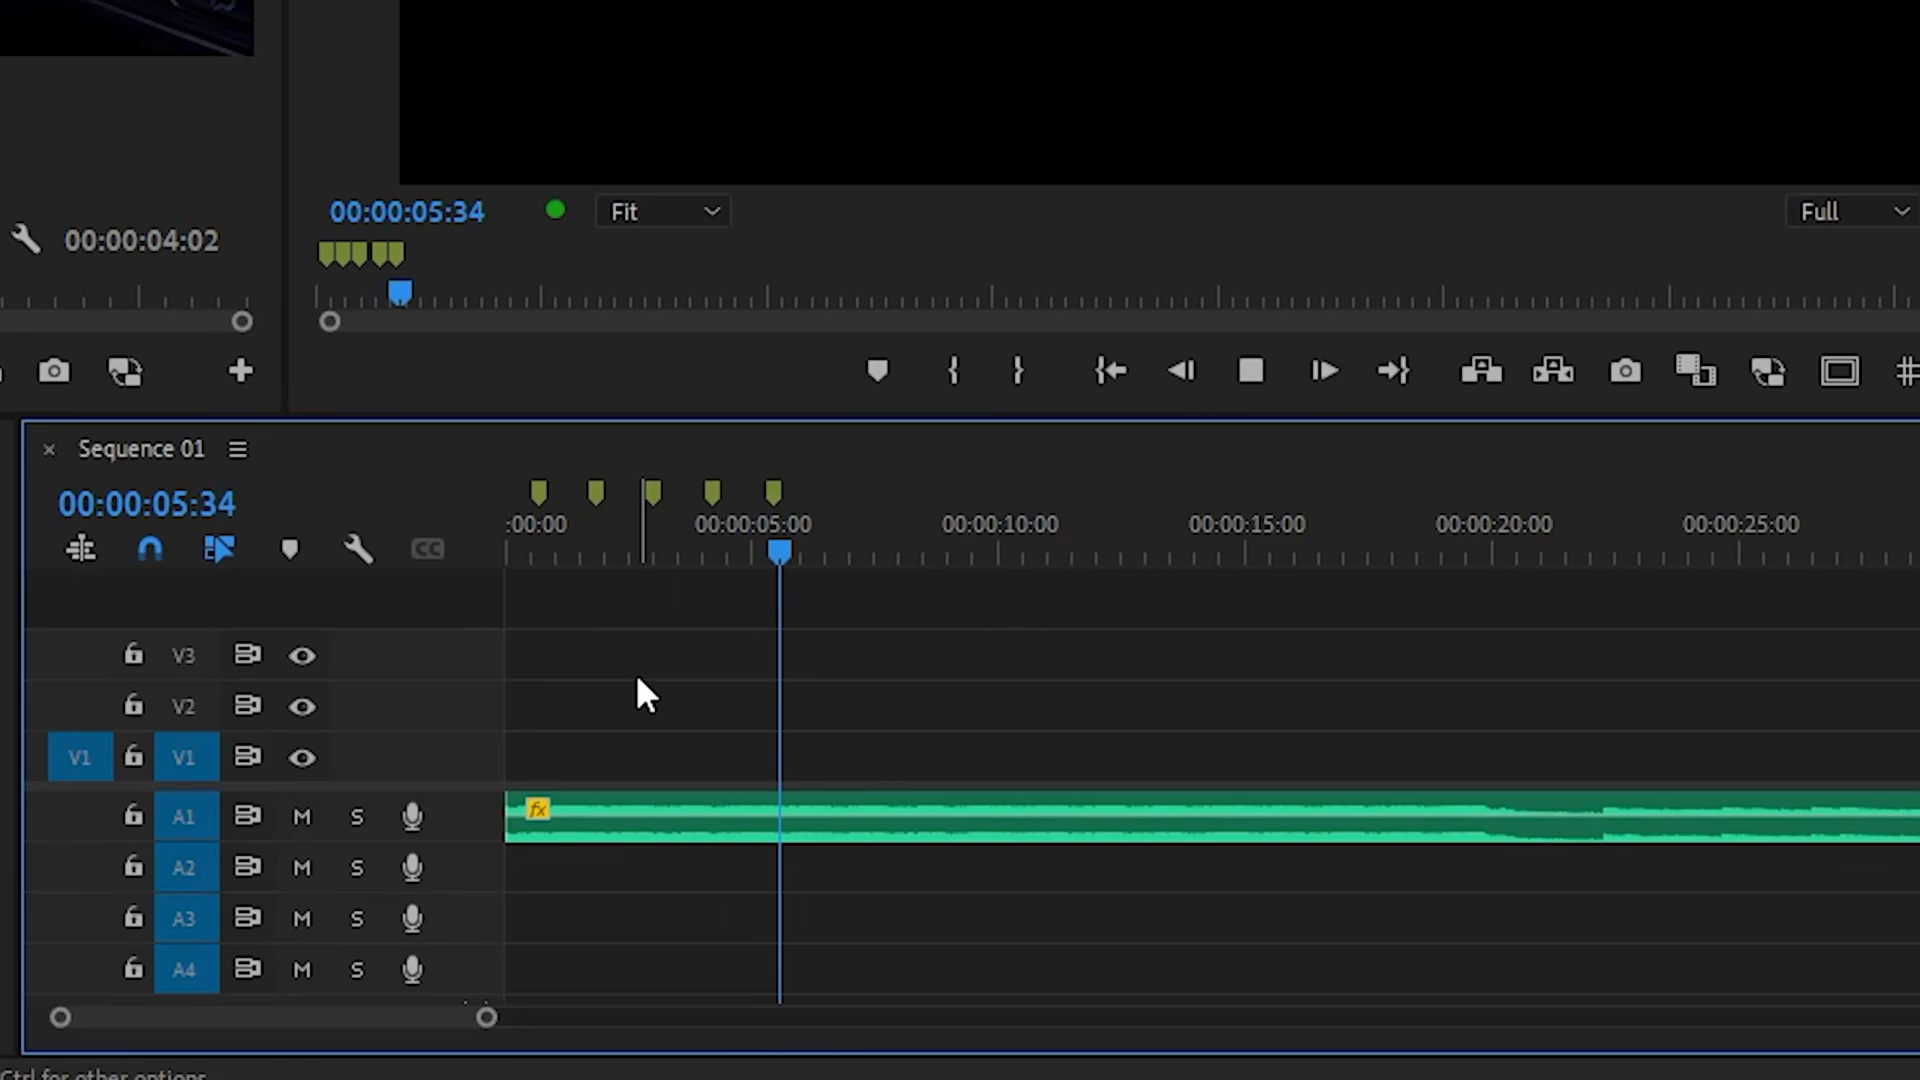 00:00:04:02
00:00:05:34
Fit
Full
× Sequence 01
00:00:05:34
:00:00
00:00:05:00
00:00:10:00
00:00:15:00
00:00:20:00
00:00:25:00
CC
V3
V2
V1 V1
fx
A1 M S
A2 M S
A3 M S
A4 M S
Ctrl for other options.